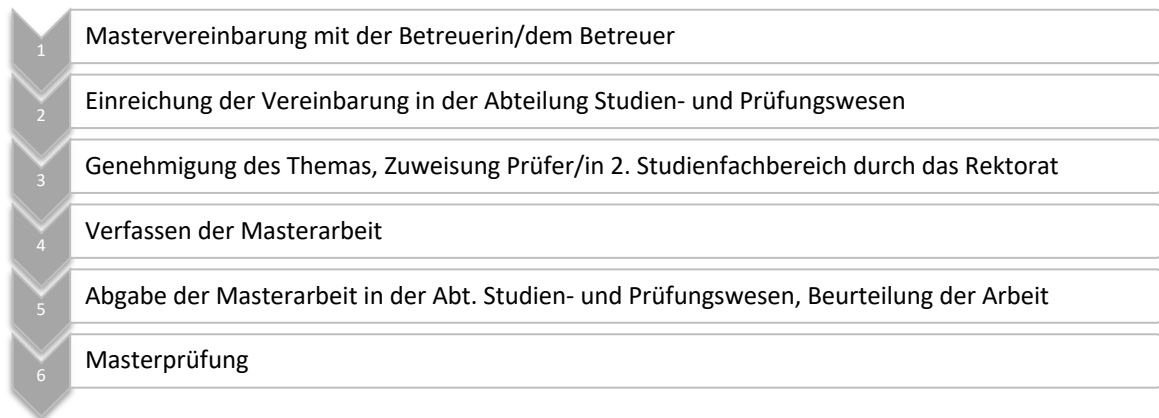 1 Mastervereinbarung mit der Betreuerin/dem Betreuer
2 Einreichung der Vereinbarung in der Abteilung Studien- und Prüfungswesen
3 Genehmigung des Themas, Zuweisung Prüfer/in 2. Studienfachbereich durch das Rektorat
4 Verfassen der Masterarbeit
5 Abgabe der Masterarbeit in der Abt. Studien- und Prüfungswesen, Beurteilung der Arbeit
6 Masterprüfung